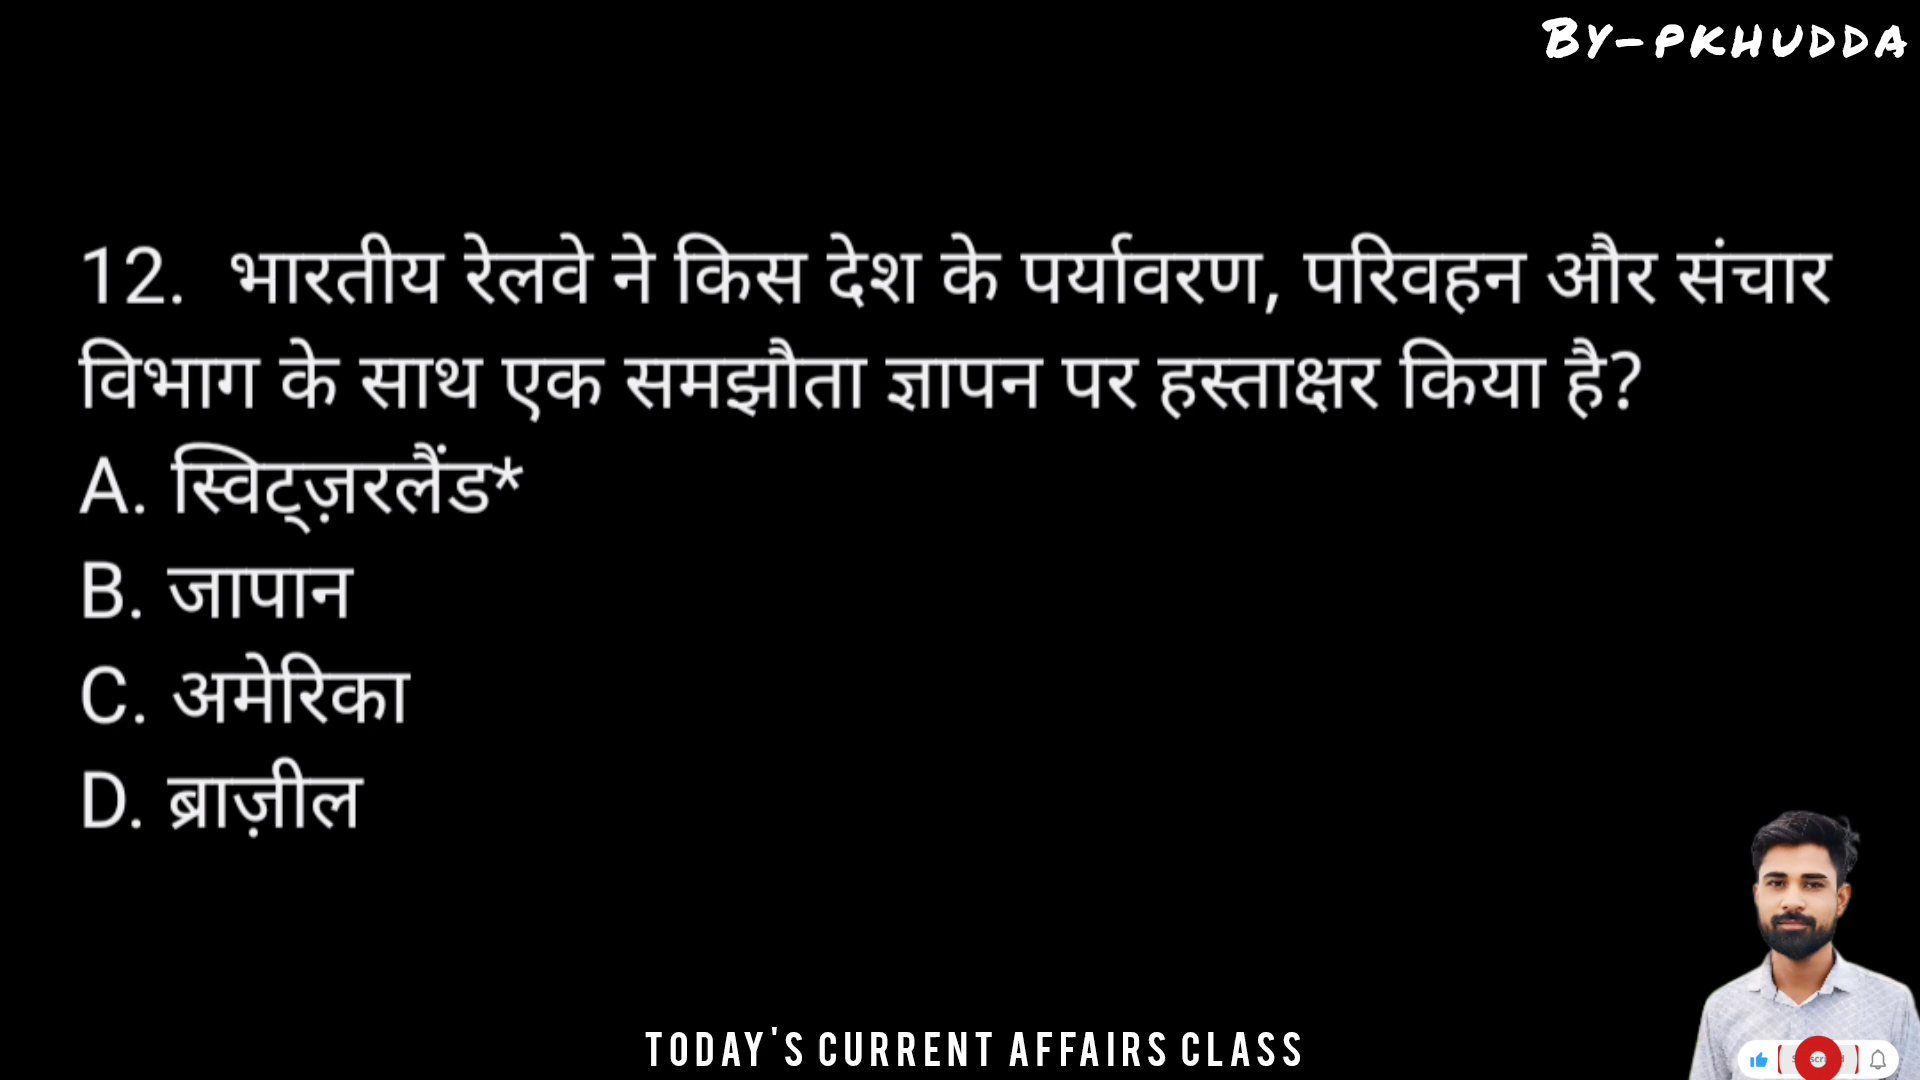 By-pkhudda
12. भारतीय रेलवे ने किस देश के पर्यावरण, परिवहन और संचार
विभाग के साथ एक समझौता ज्ञापन पर हस्ताक्षर किया है?
A. स्विट्ज़रलैंड*
B. जापान
C. अमेरिका
D. ब्राज़ील
TODAY'S CURRENT AFFAIRS CLASS